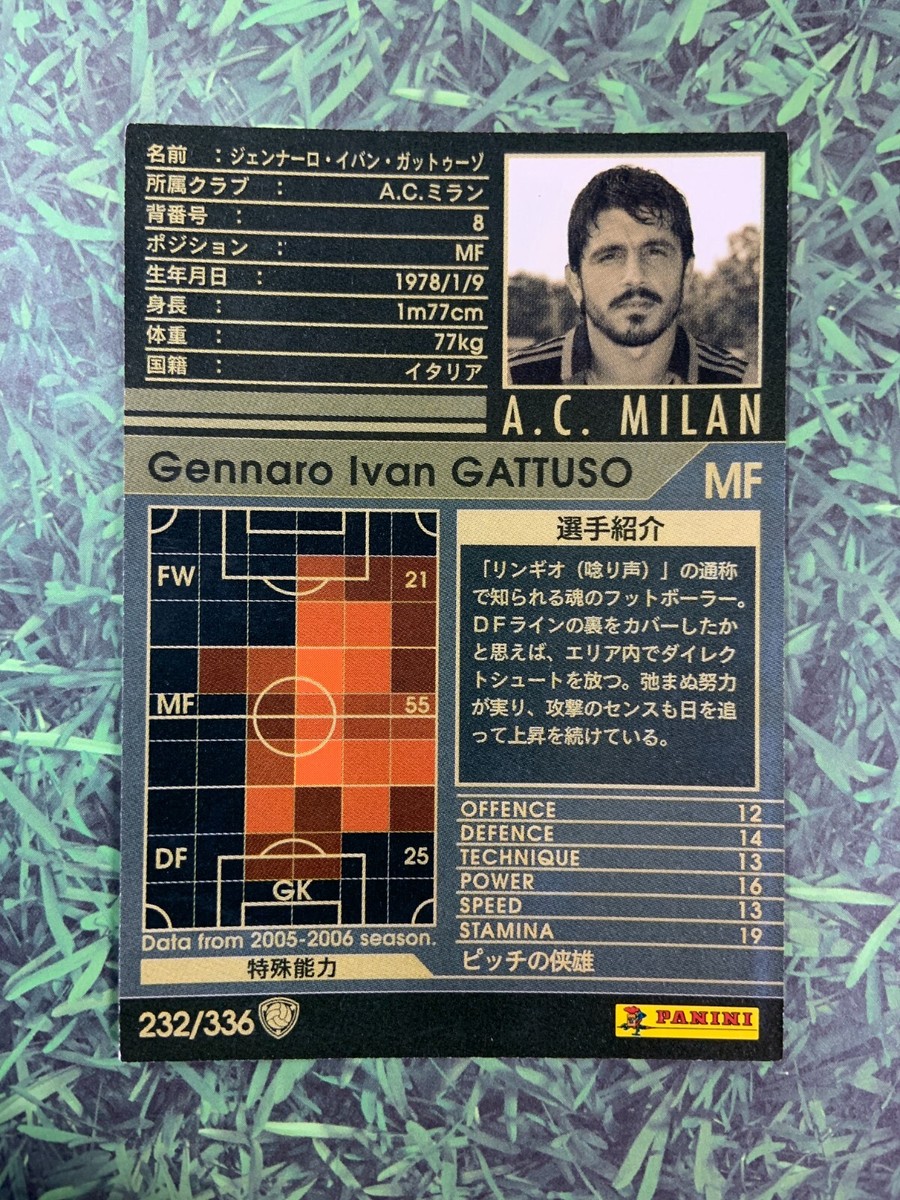 名前 : ジェンナーロ・イバン・ガットゥーゾ
所属クラブ : A.C.ミラン
背番号 : 8
ポジション : MF
生年月日 : 1978/1/9
身長 : 1m77cm
体重 : 77kg
国籍 : イタリア
A.C. MILAN
Gennaro Ivan GATTUSO
MF
FW 21
MF 55
DF 25
GK
Data from 2005-2006 season.
選手紹介
「リンギオ（唸り声）」の通称
で知られる魂のフットボーラー。
DFラインの裏をカバーしたか
と思えば、エリア内でダイレク
トシュートを放つ。弛まぬ努力
が実り、攻撃のセンスも日を追
って上昇を続けている。
OFFENCE 12
DEFENCE 14
TECHNIQUE 13
POWER 16
SPEED 13
STAMINA 19
特殊能力
ピッチの侠雄
232/336
PANINI